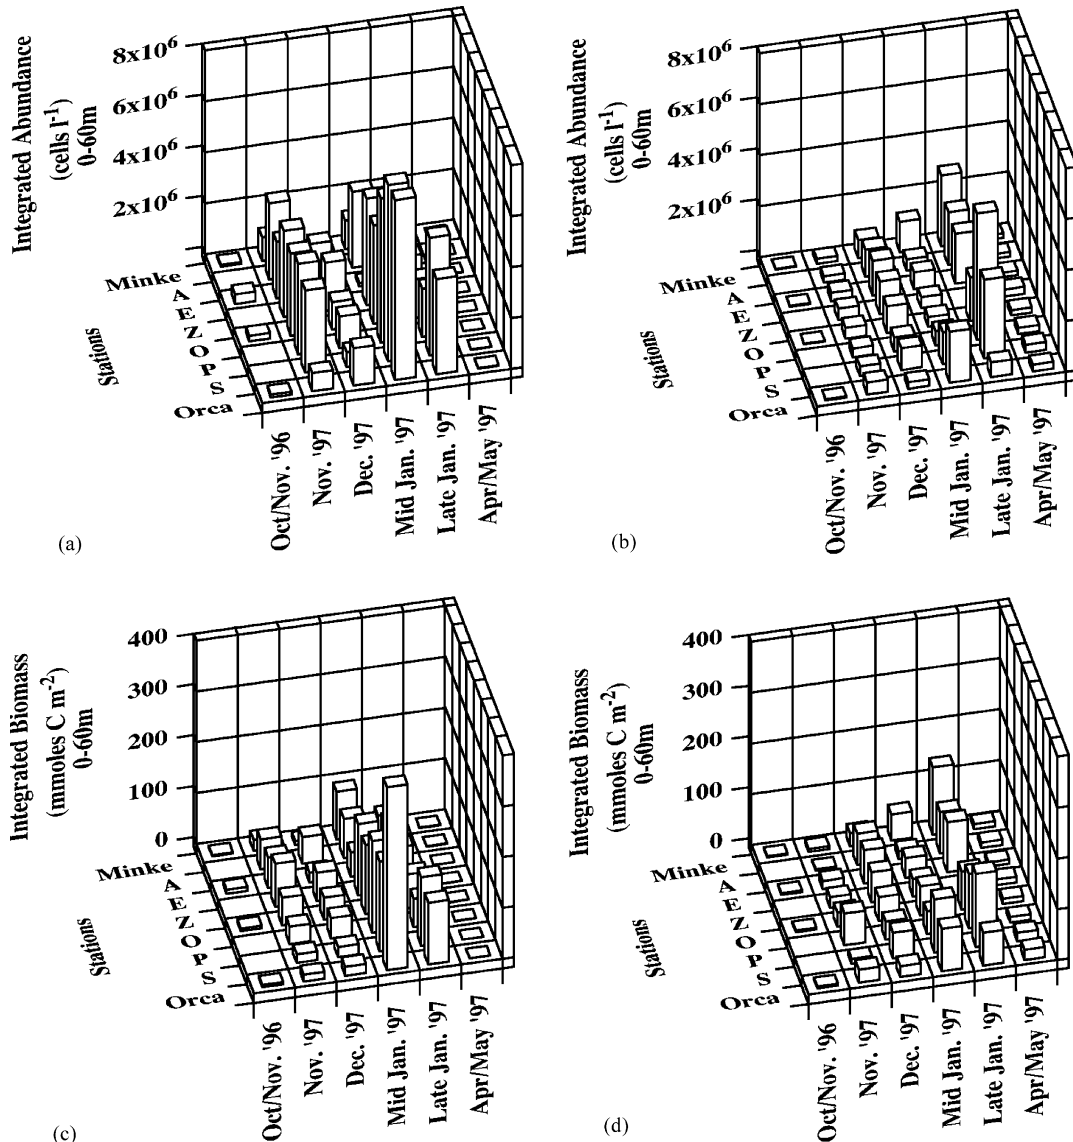 Integrated Abundance
(cells l⁻¹)
0-60m
8x10⁶
6x10⁶
4x10⁶
2x10⁶
Minke
A
E
Z
O
P
S
Orca
Stations
Oct/Nov. '96
Nov. '97
Dec. '97
Mid Jan. '97
Late Jan. '97
Apr/May '97
(a)
Integrated Abundance
(cells l⁻¹)
0-60m
8x10⁶
6x10⁶
4x10⁶
2x10⁶
Minke
A
E
Z
O
P
S
Orca
Stations
Oct/Nov. '96
Nov. '97
Dec. '97
Mid Jan. '97
Late Jan. '97
Apr/May '97
(b)
Integrated Biomass
(mmoles C m⁻²)
0-60m
400
300
200
100
0
Minke
A
E
Z
O
P
S
Orca
Stations
Oct/Nov. '96
Nov. '97
Dec. '97
Mid Jan. '97
Late Jan. '97
Apr/May '97
(c)
Integrated Biomass
(mmoles C m⁻²)
0-60m
400
300
200
100
0
Minke
A
E
Z
O
P
S
Orca
Stations
Oct/Nov. '96
Nov. '97
Dec. '97
Mid Jan. '97
Late Jan. '97
Apr/May '97
(d)